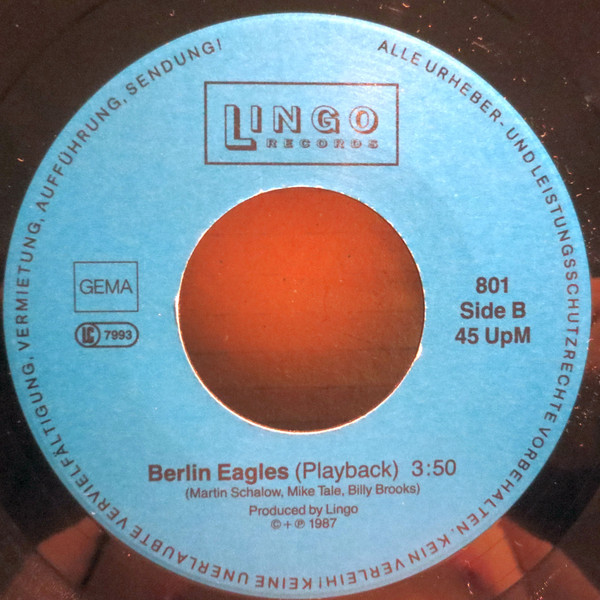 ALLE URHEBER- UND LEISTUNGSSCHUTZRECHTE VORBEHALTEN. KEIN VERLEIH! KEINE UNERLAUBTE VERVIELFÄLTIGUNG, VERMIETUNG, AUFFÜHRUNG, SENDUNG!
LINGO
RECORDS
GEMA
LC 7993
801
Side B
45 UpM
Berlin Eagles (Playback) 3:50
(Martin Schalow, Mike Tale, Billy Brooks)
Produced by Lingo
©+℗ 1987